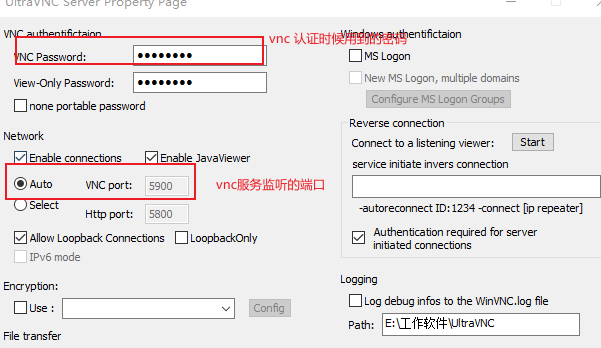 UltraVNC Server Property Page
VNC authentifictaion
VNC Password:
vnc 认证时候用到的密码
View-Only Password:
none portable password
Network
Enable connections
Enable JavaViewer
Auto
VNC port:
5900
vnc服务监听的端口
Select
Http port:
5800
Allow Loopback Connections
LoopbackOnly
IPv6 mode
Encryption:
Use :
Config
File transfer
Windows authentifictaion
MS Logon
New MS Logon, multiple domains
Configure MS Logon Groups
Reverse connection
Connect to a listening viewer:
Start
service initiate invers connection
-autoreconnect ID:1234 -connect [ip repeater]
Authentication required for server
initiated connections
Logging
Log debug infos to the WinVNC.log file
Path:
E:\工作软件\UltraVNC